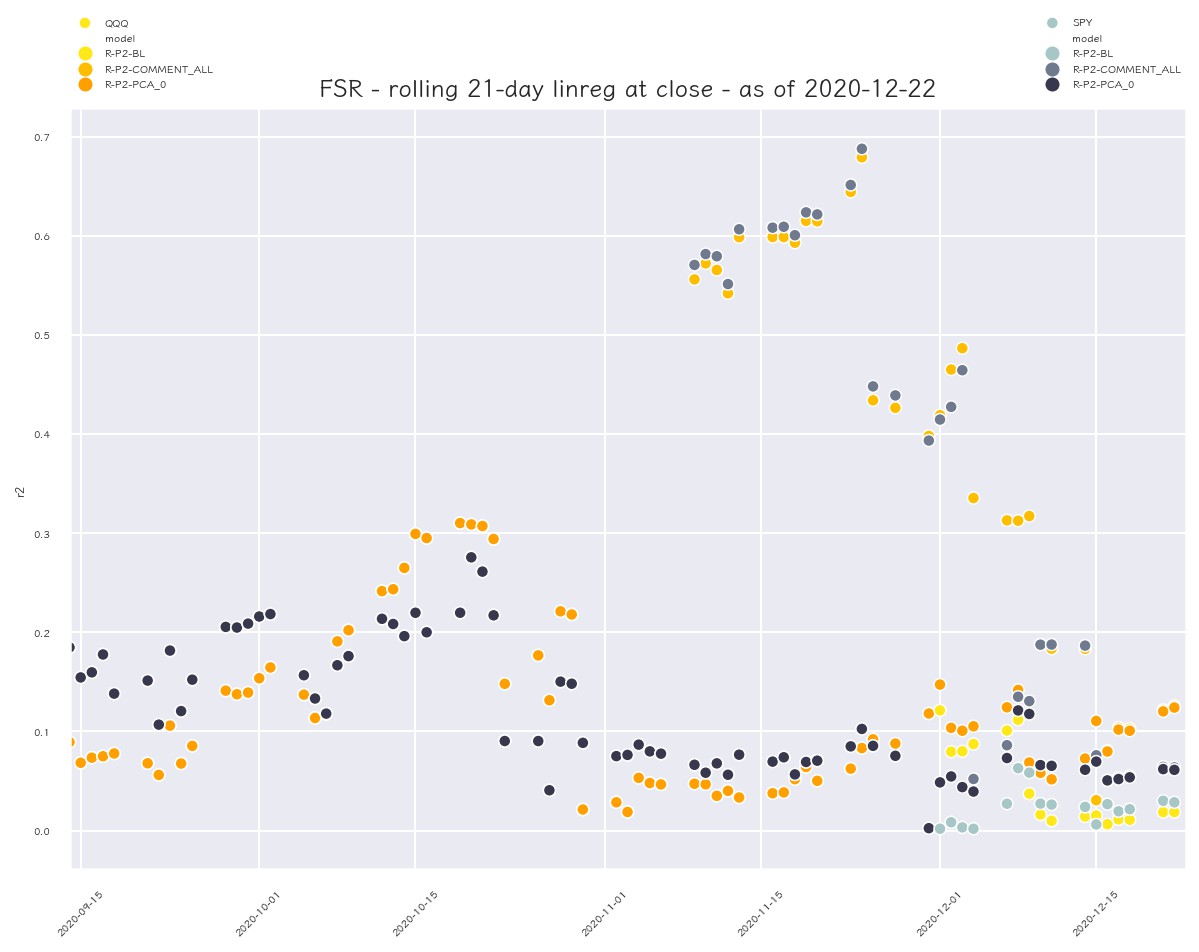 QQQ
model
R-P2-BL
R-P2-COMMENT_ALL
R-P2-PCA_0
SPY
model
R-P2-BL
R-P2-COMMENT_ALL
R-P2-PCA_0
FSR - rolling 21-day linreg at close - as of 2020-12-22
r2
0.7
0.6
0.5
0.4
0.3
0.2
0.1
0.0
2020-09-15
2020-10-01
2020-10-15
2020-11-01
2020-11-15
2020-12-01
2020-12-15